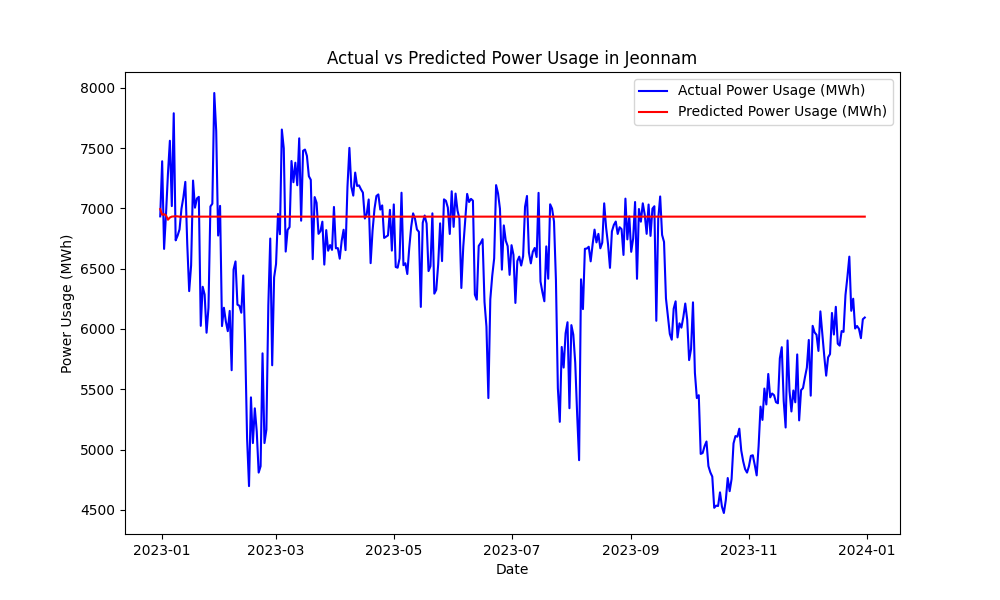 Actual vs Predicted Power Usage in Jeonnam
Actual Power Usage (MWh)
Predicted Power Usage (MWh)
Power Usage (MWh)
8000
7500
7000
6500
6000
5500
5000
4500
2023-01 2023-03 2023-05 2023-07 2023-09 2023-11 2024-01
Date